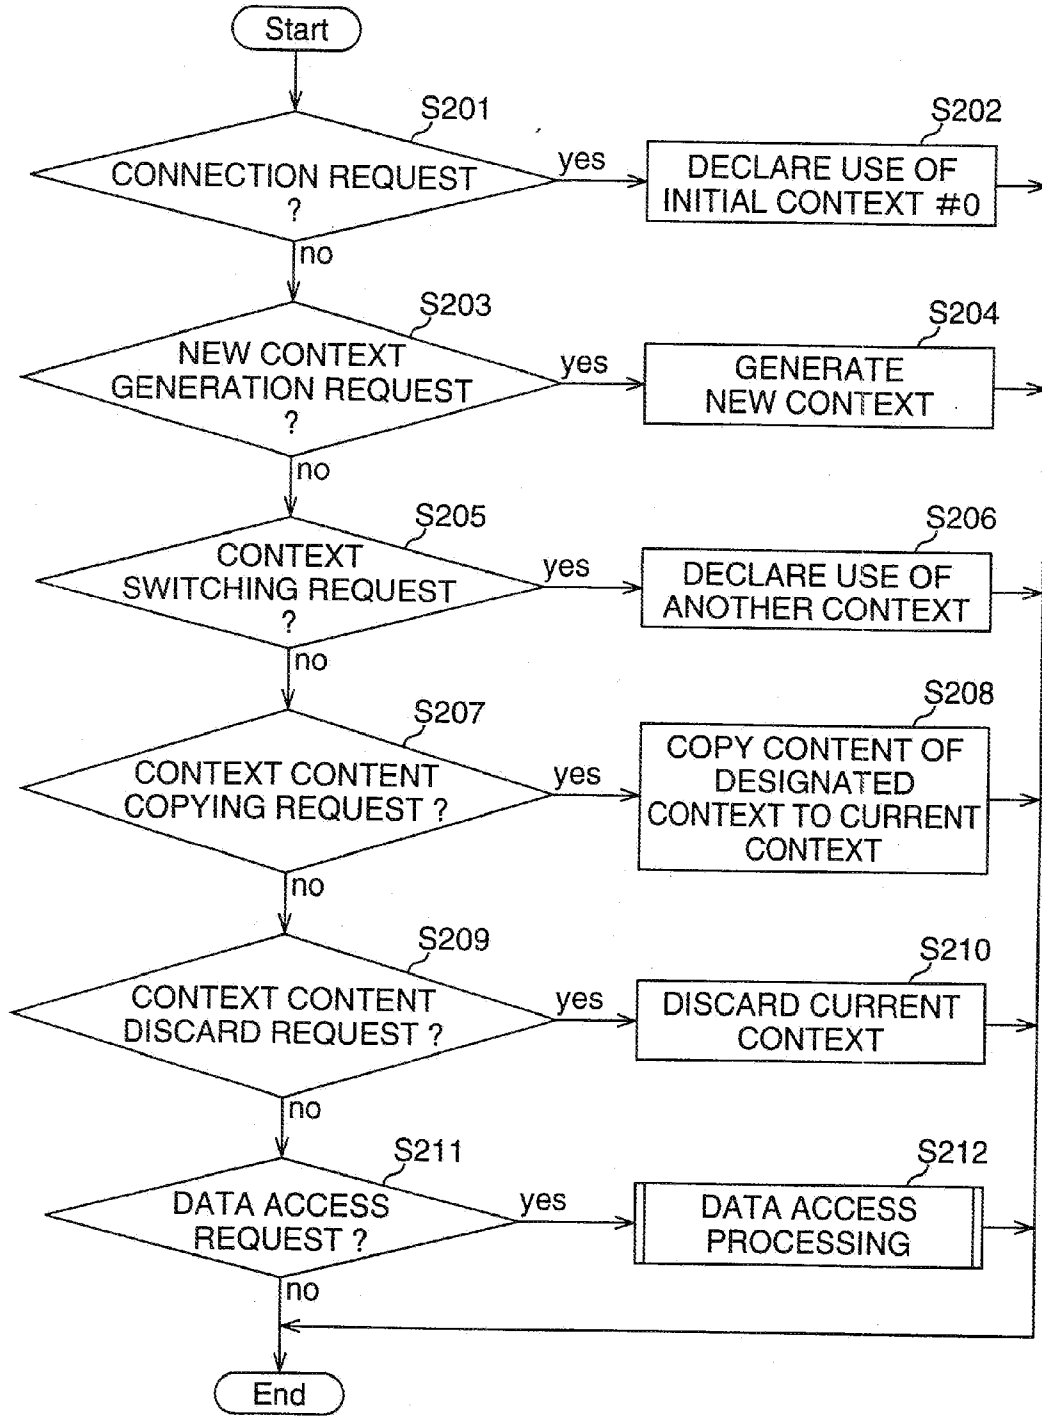 Start
S201
CONNECTION REQUEST
?
yes
S202
DECLARE USE OF
INITIAL CONTEXT #0
no
S203
NEW CONTEXT
GENERATION REQUEST
?
yes
S204
GENERATE
NEW CONTEXT
no
S205
CONTEXT
SWITCHING REQUEST
?
yes
S206
DECLARE USE OF
ANOTHER CONTEXT
no
S207
CONTEXT CONTENT
COPYING REQUEST ?
yes
S208
COPY CONTENT OF
DESIGNATED
CONTEXT TO CURRENT
CONTEXT
no
S209
CONTEXT CONTENT
DISCARD REQUEST ?
yes
S210
DISCARD CURRENT
CONTEXT
no
S211
DATA ACCESS
REQUEST ?
yes
S212
DATA ACCESS
PROCESSING
no
End